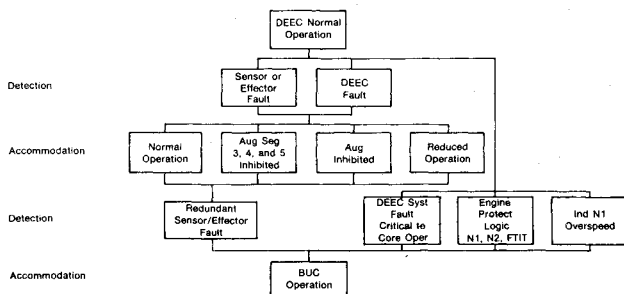 DEEC Normal
Operation
Detection
Sensor or
Effector
Fault
DEEC
Fault
Accommodation
Normal
Operation
Aug Seg
3, 4, and 5
Inhibited
Aug
Inhibited
Reduced
Operation
Detection
Redundant
Sensor/Effector
Fault
DEEC Syst
Fault
Critical to
Core Oper
Engine
Protect
Logic
N1, N2, FTIT
Ind N1
Overspeed
Accommodation
BUC
Operation